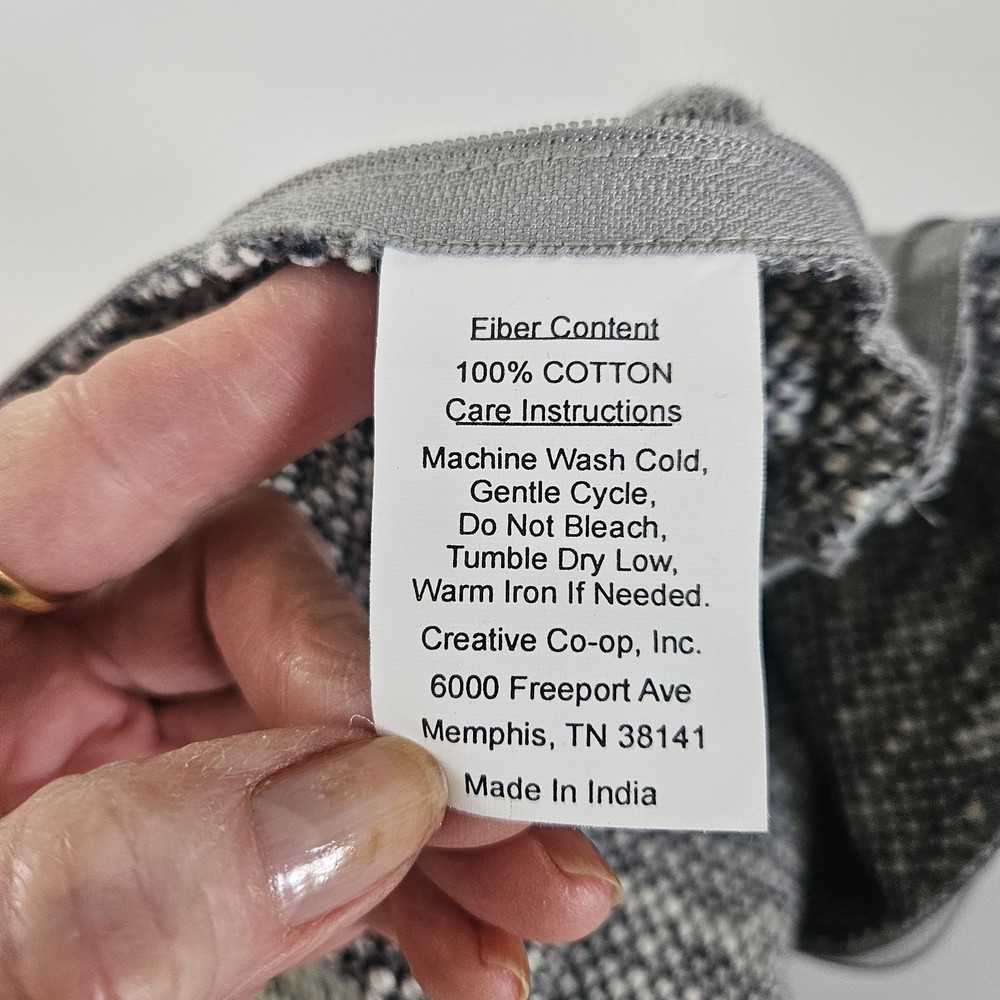 Fiber Content
100% COTTON
Care Instructions
Machine Wash Cold,
Gentle Cycle,
Do Not Bleach,
Tumble Dry Low,
Warm Iron If Needed.
Creative Co-op, Inc.
6000 Freeport Ave
Memphis, TN 38141
Made In India